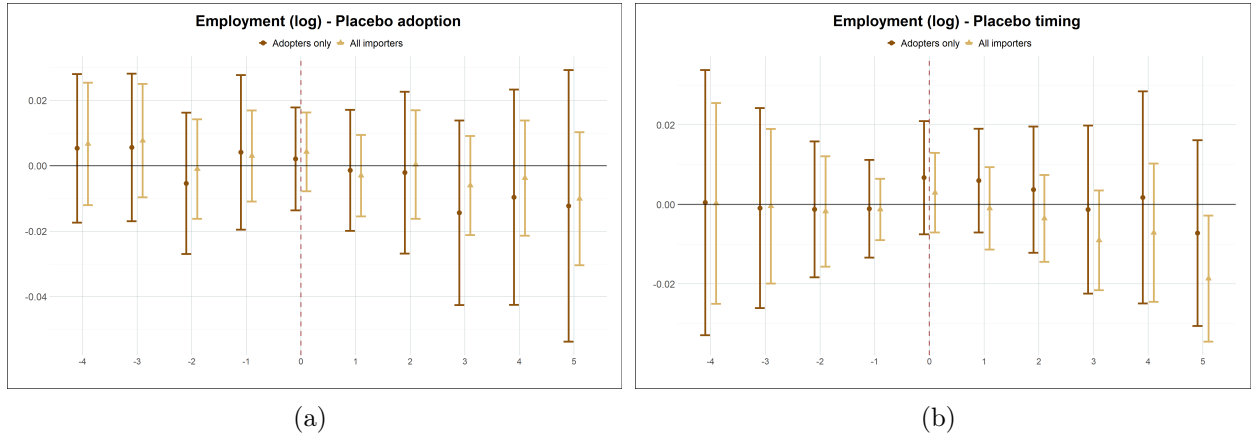 Employment (log) - Placebo adoption
Adopters only All importers
0.02
0.00
-0.02
-0.04
-4 -3 -2 -1 0 1 2 3 4 5
(a)
Employment (log) - Placebo timing
Adopters only All importers
0.02
0.00
-0.02
-4 -3 -2 -1 0 1 2 3 4 5
(b)